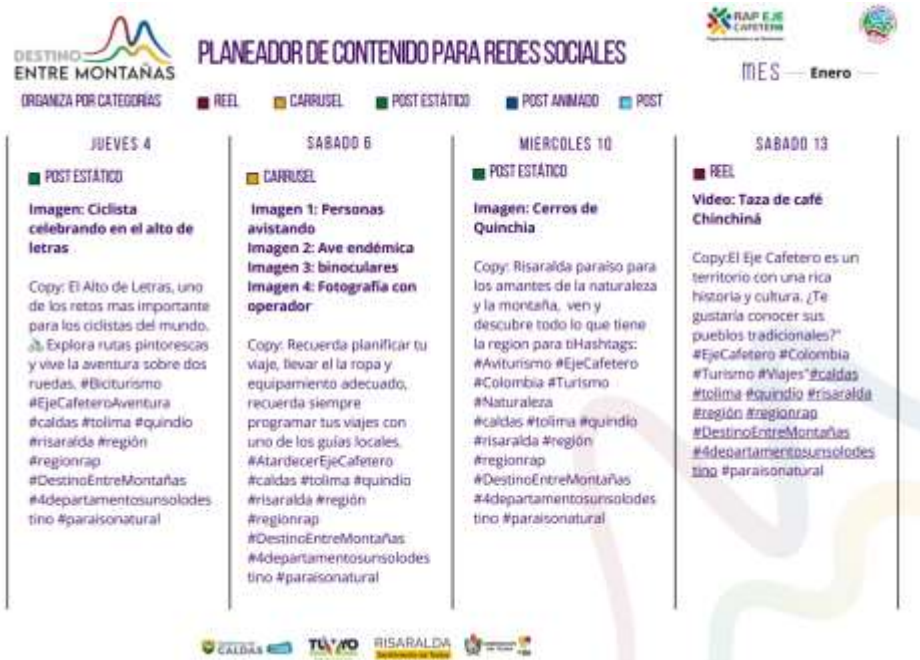 DESTINO
ENTRE MONTAÑAS
PLANEADOR DE CONTENIDO PARA REDES SOCIALES
RAP EJE
CAFETERO
MES Enero
ORGANIZA POR CATEGORÍAS
REEL
CARRUSEL
POST ESTÁTICO
POST ANIMADO
POST
JUEVES 4
POST ESTÁTICO
Imagen: Ciclista
celebrando en el alto de
letras
Copy: El Alto de Letras, uno
de los retos mas importante
para los ciclistas del mundo.
🚲 Explora rutas pintorescas
y vive la aventura sobre dos
ruedas. #Biciturismo
#EjeCafeteroAventura
#caldas #tolima #quindio
#risaralda #región
#regionrap
#DestinoEntreMontañas
#4departamentosunsolodes
tino #paraisonatural
SABADO 6
CARRUSEL
Imagen 1: Personas
avistando
Imagen 2: Ave endémica
Imagen 3: binoculares
Imagen 4: Fotografía con
operador
Copy: Recuerda planificar tu
viaje, llevar el la ropa y
equipamiento adecuado,
recuerda siempre
programar tus viajes con
uno de los guías locales.
#AtardecerEjeCafetero
#caldas #tolima #quindio
#risaralda #región
#regionrap
#DestinoEntreMontañas
#4departamentosunsolodes
tino #paraisonatural
MIERCOLES 10
POST ESTÁTICO
Imagen: Cerros de
Quinchia
Copy: Risaralda paraíso para
los amantes de la naturaleza
y la montaña, ven y
descubre todo lo que tiene
la region para tiHashtags:
#Aviturismo #EjeCafetero
#Colombia #Turismo
#Naturaleza
#caldas #tolima #quindio
#risaralda #región
#regionrap
#DestinoEntreMontañas
#4departamentosunsolodes
tino #paraisonatural
SABADO 13
REEL
Video: Taza de café
Chinchiná
Copy:El Eje Cafetero es un
territorio con una rica
historia y cultura. ¿Te
gustaría conocer sus
pueblos tradicionales?"
#EjeCafetero #Colombia
#Turismo #Viajes"#caldas
#tolima #quindio #risaralda
#región #regionrap
#DestinoEntreMontañas
#4departamentosunsolodes
tino #paraisonatural
CALDAS
RISARALDA